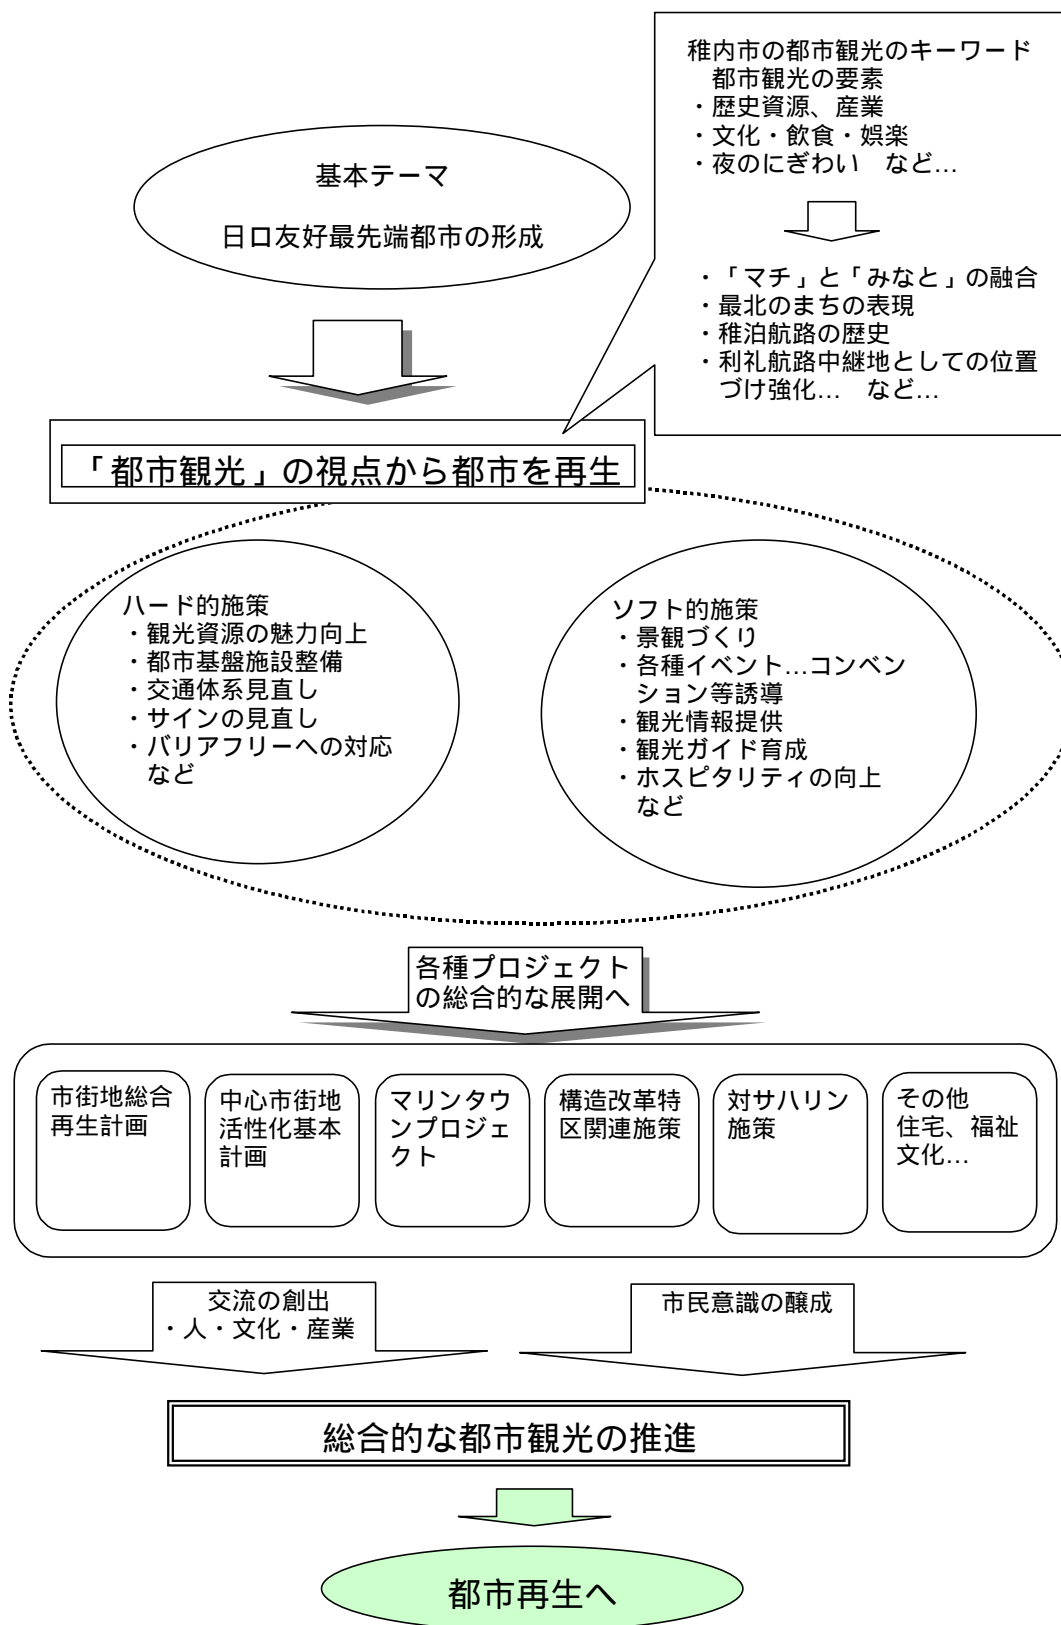 稚内市の都市観光のキーワード
都市観光の要素
・歴史資源、産業
・文化・飲食・娯楽
・夜のにぎわい　など…
・「マチ」と「みなと」の融合
・最北のまちの表現
・稚泊航路の歴史
・利礼航路中継地としての位置
づけ強化…　など…
基本テーマ
日ロ友好最先端都市の形成
「都市観光」の視点から都市を再生
ハード的施策
・観光資源の魅力向上
・都市基盤施設整備
・交通体系見直し
・サインの見直し
・バリアフリーへの対応
など
ソフト的施策
・景観づくり
・各種イベント…コンベン
ション等誘導
・観光情報提供
・観光ガイド育成
・ホスピタリティの向上
など
各種プロジェクト
の総合的な展開へ
市街地総合
再生計画
中心市街地
活性化基本
計画
マリンタウ
ンプロジェ
クト
構造改革特
区関連施策
対サハリン
施策
その他
住宅、福祉
文化…
交流の創出
・人・文化・産業
市民意識の醸成
総合的な都市観光の推進
都市再生へ